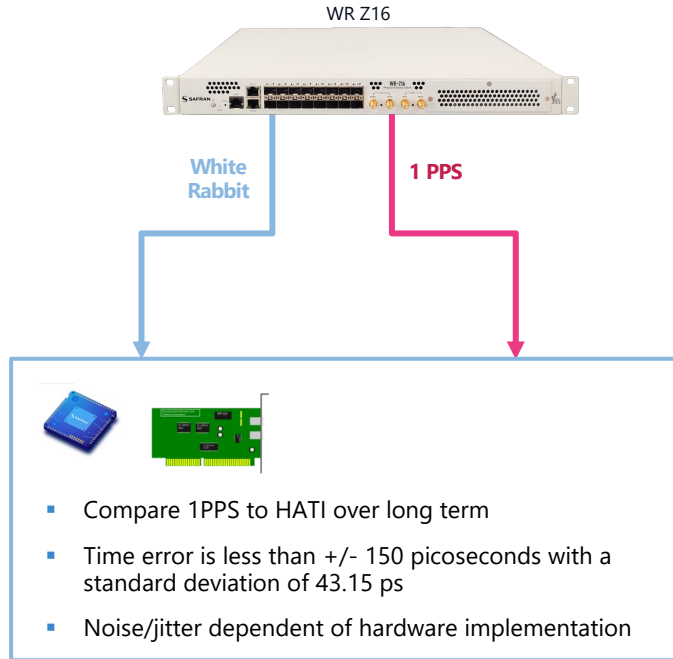 WR Z16
SAFRAN
WR-Z16
White
Rabbit
1 PPS
Compare 1PPS to HATI over long term
Time error is less than +/- 150 picoseconds with a
standard deviation of 43.15 ps
Noise/jitter dependent of hardware implementation